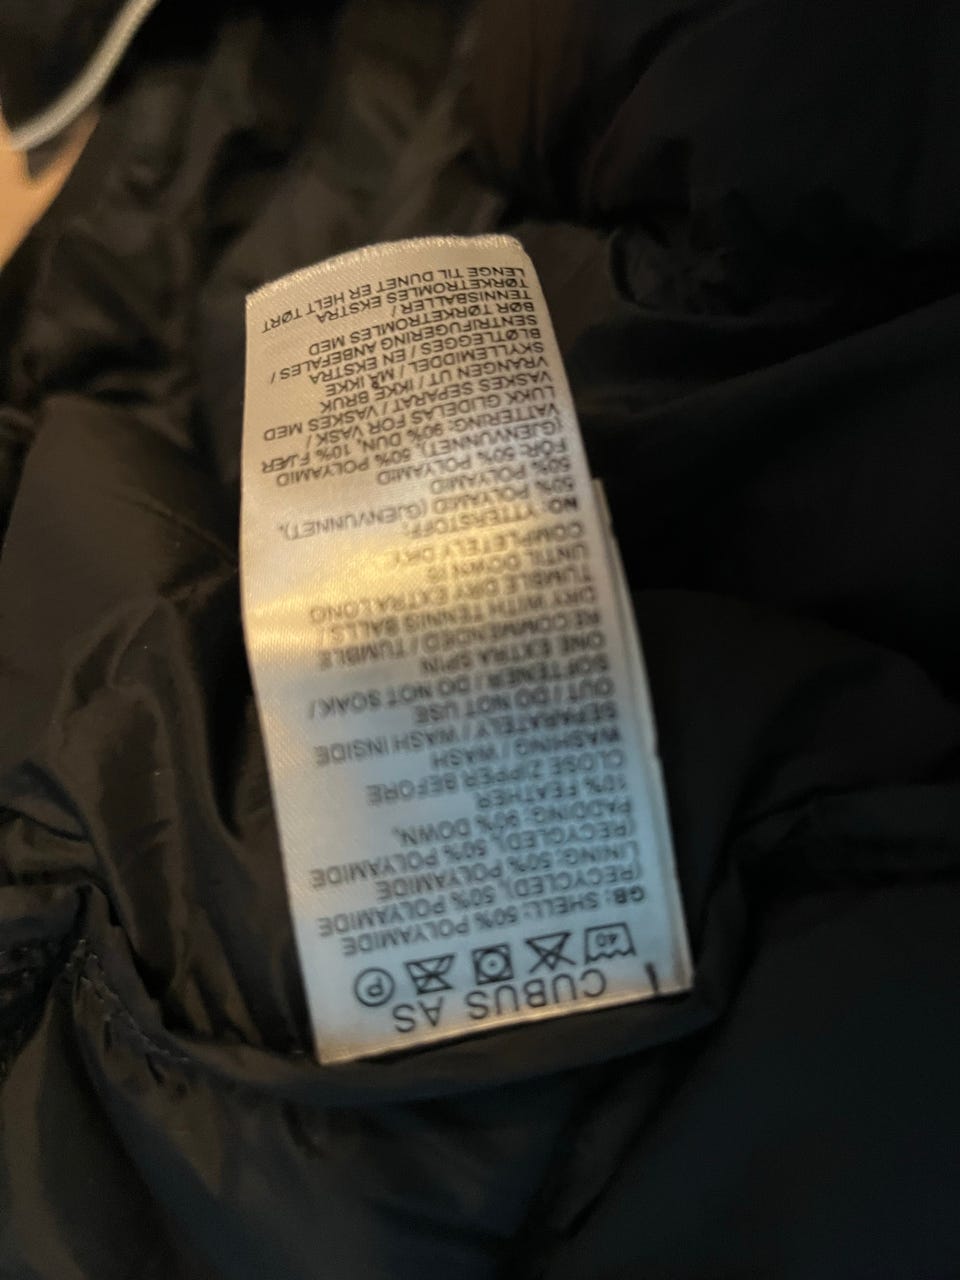 CUBUS AS
40
P
GB: SHELL: 50% POLYAMIDE
(RECYCLED), 50% POLYAMIDE
LINING: 50% POLYAMIDE
(RECYCLED), 50% POLYAMIDE
PADDING: 90% DOWN,
10% FEATHER
CLOSE ZIPPER BEFORE
WASHING / WASH
SEPARATELY / WASH INSIDE
OUT / DO NOT USE
SOFTENER / DO NOT SOAK /
ONE EXTRA SPIN
RECOMMENDED / TUMBLE
DRY WITH TENNIS BALLS /
TUMBLE DRY EXTRA LONG
UNTIL DOWN IS
COMPLETELY DRY.
NO: YTTERSTOFF:
50% POLYAMID (GJENVUNNET),
50% POLYAMID
FÔR: 50% POLYAMID
(GJENVUNNET), 50% POLYAMID
VATTERING: 90% DUN, 10% FJÆR
LUKK GLIDELÅS FØR VASK /
VASKES SEPARAT / VASKES MED
VRANGEN UT / IKKE BRUK
SKYLLEMIDDEL / MÅ IKKE
BLØTLEGGES / EN EKSTRA
SENTRIFUGERING ANBEFALES /
BØR TØRKETROMLES MED
TENNISBALLER /
TØRKETROMLES EKSTRA
LENGE TIL DUNET ER HELT TØRT